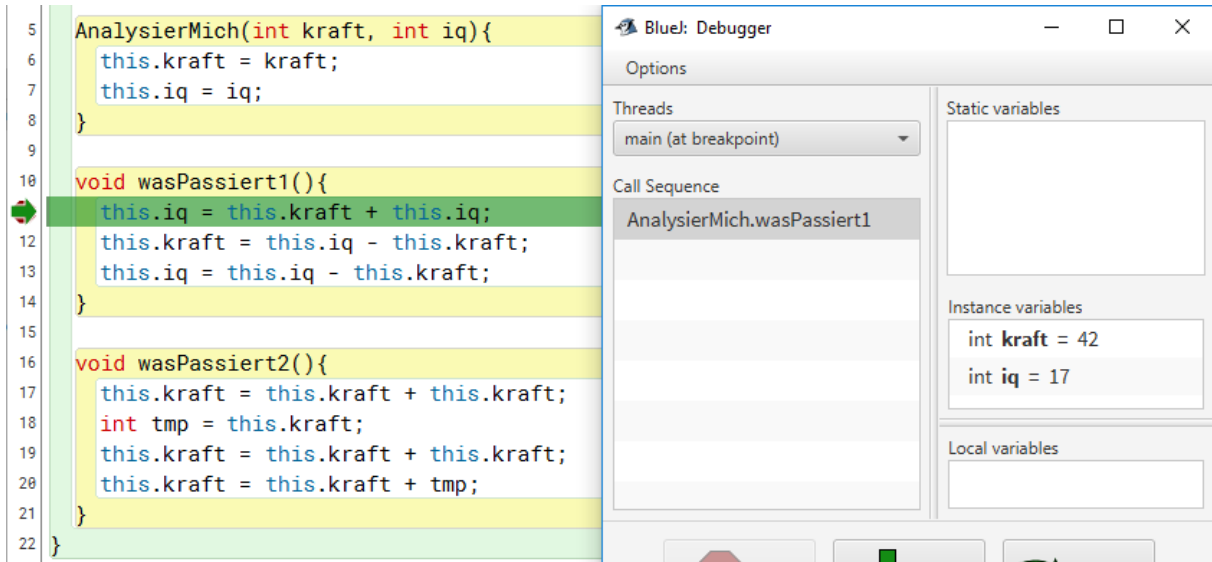 5 AnalysierMich(int kraft, int iq){
6 this.kraft = kraft;
7 this.iq = iq;
8 }
9
10 void wasPassiert1(){
this.iq = this.kraft + this.iq;
12 this.kraft = this.iq - this.kraft;
13 this.iq = this.iq - this.kraft;
14 }
15
16 void wasPassiert2(){
17 this.kraft = this.kraft + this.kraft;
18 int tmp = this.kraft;
19 this.kraft = this.kraft + this.kraft;
20 this.kraft = this.kraft + tmp;
21 }
22 }
BlueJ: Debugger
Options
Threads
main (at breakpoint)
Call Sequence
AnalysierMich.wasPassiert1
Static variables
Instance variables
int kraft = 42
int iq = 17
Local variables